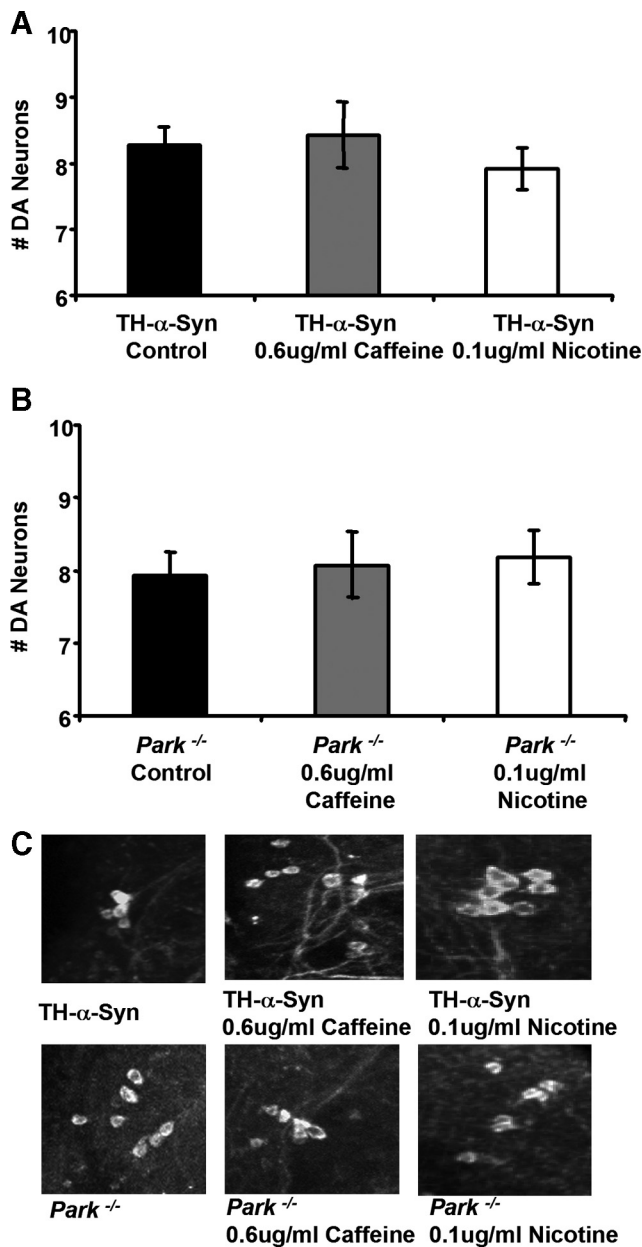 A
10
9
8
7
6
# DA Neurons
TH-α-Syn
Control
TH-α-Syn
0.6ug/ml Caffeine
TH-α-Syn
0.1ug/ml Nicotine
B
10
9
8
7
6
# DA Neurons
Park -/-
Control
Park -/-
0.6ug/ml
Caffeine
Park -/-
0.1ug/ml
Nicotine
C
TH-α-Syn
TH-α-Syn
0.6ug/ml Caffeine
TH-α-Syn
0.1ug/ml Nicotine
Park -/-
Park -/-
0.6ug/ml Caffeine
Park -/-
0.1ug/ml Nicotine